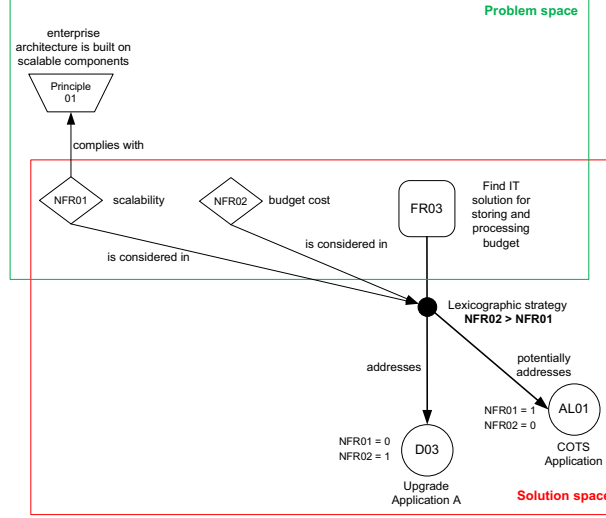 Problem space
enterprise
architecture is built on
scalable components
Principle
01
complies with
NFR01
scalability
NFR02
budget cost
FR03
Find IT
solution for
storing and
processing
budget
is considered in
is considered in
Lexicographic strategy
NFR02 > NFR01
addresses
potentially
addresses
NFR01 = 1
NFR02 = 0
AL01
COTS
Application
NFR01 = 0
NFR02 = 1
D03
Upgrade
Application A
Solution space